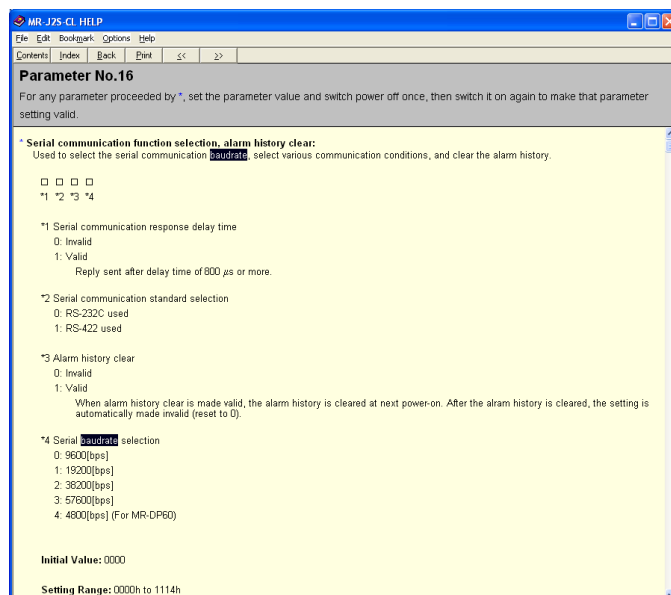 MR-J2S-CL HELP
File Edit Bookmark Options Help
Contents Index Back Print << >>
Parameter No.16
For any parameter proceeded by *, set the parameter value and switch power off once, then switch it on again to make that parameter
setting valid.
* Serial communication function selection, alarm history clear:
Used to select the serial communication baudrate, select various communication conditions, and clear the alarm history.
□ □ □ □
*1 *2 *3 *4
*1 Serial communication response delay time
0: Invalid
1: Valid
Reply sent after delay time of 800 μs or more.
*2 Serial communication standard selection
0: RS-232C used
1: RS-422 used
*3 Alarm history clear
0: Invalid
1: Valid
When alarm history clear is made valid, the alarm history is cleared at next power-on. After the alram history is cleared, the setting is
automatically made invalid (reset to 0).
*4 Serial baudrate selection
0: 9600[bps]
1: 19200[bps]
2: 38200[bps]
3: 57600[bps]
4: 4800[bps] (For MR-DP60)
Initial Value: 0000
Setting Range: 0000h to 1114h